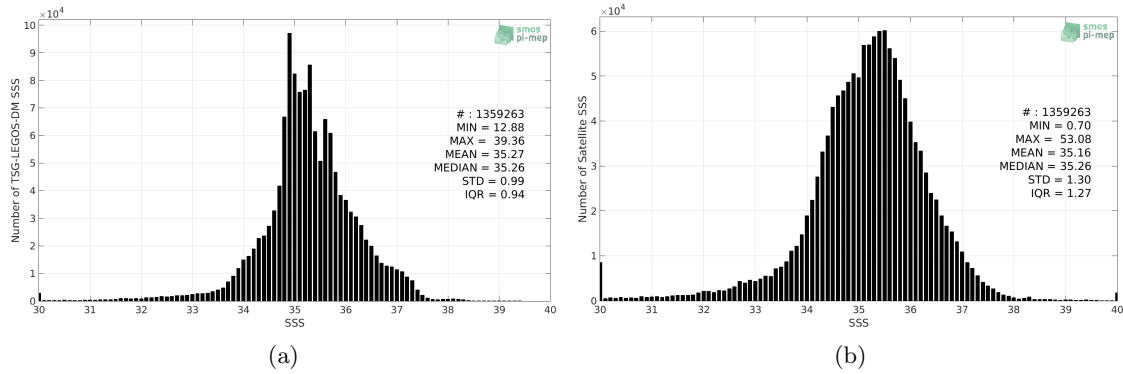 ×10⁴
10
9
8
7
6
5
4
3
2
1
0
30 31 32 33 34 35 36 37 38 39 40
SSS
Number of TSG-LEGOS-DM SSS
smos
pi-mep
# : 1359263
MIN = 12.88
MAX = 39.36
MEAN = 35.27
MEDIAN = 35.26
STD = 0.99
IQR = 0.94
(a)
×10⁴
6
5
4
3
2
1
0
30 31 32 33 34 35 36 37 38 39 40
SSS
Number of Satellite SSS
smos
pi-mep
# : 1359263
MIN = 0.70
MAX = 53.08
MEAN = 35.16
MEDIAN = 35.26
STD = 1.30
IQR = 1.27
(b)